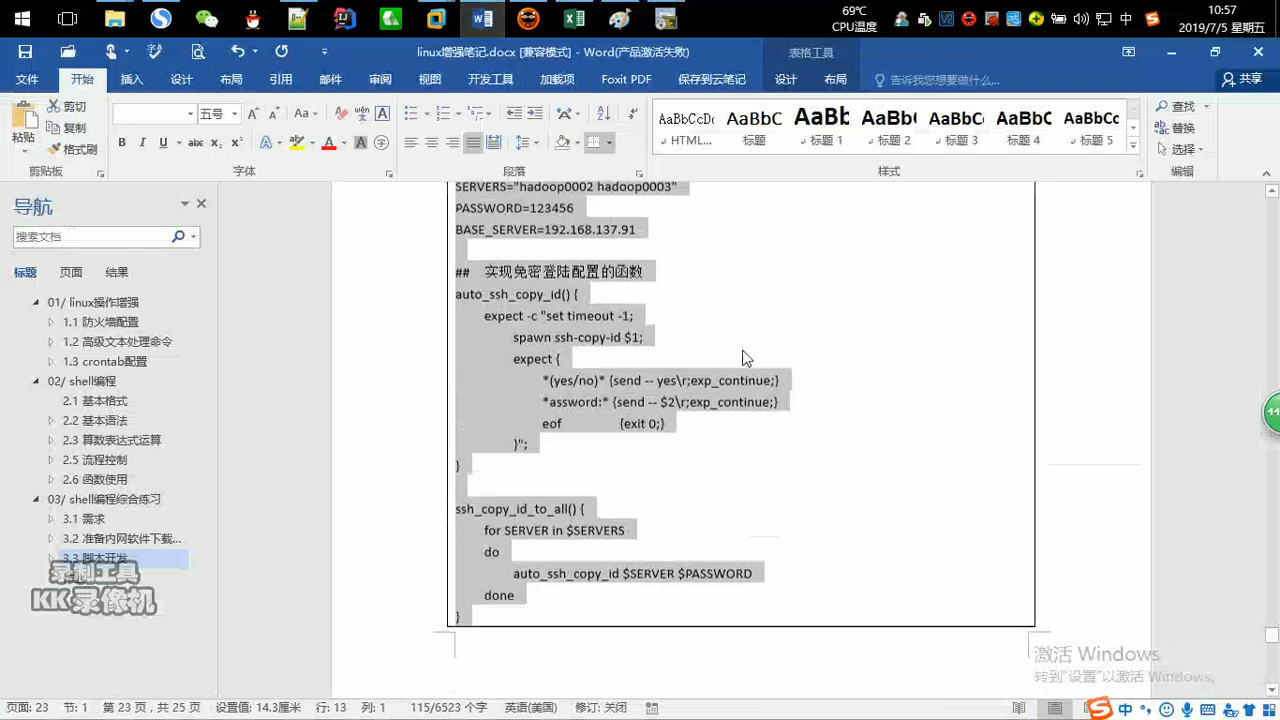 69℃
CPU温度
中
10:57
2019/7/5 星期五
linux增强笔记.docx [兼容模式] - Word(产品激活失败)
表格工具
文件
开始
插入
设计
布局
引用
邮件
审阅
视图
开发工具
加载项
Foxit PDF
保存到云笔记
设计
布局
告诉我您想要做什么...
共享
粘贴
剪切
复制
格式刷
五号
AaBbCcDc
AaBbC
AaBb
AaBb(
AaBbC
AaBbC
AaBbCc
HTML...
标题
标题 1
标题 2
标题 3
标题 4
标题 5
查找
替换
选择
剪贴板
字体
段落
样式
编辑
导航
搜索文档
标题
页面
结果
01/ linux操作增强
1.1 防火墙配置
1.2 高级文本处理命令
1.3 crontab配置
02/ shell编程
2.1 基本格式
2.2 基本语法
2.3 算数表达式运算
2.5 流程控制
2.6 函数使用
03/ shell编程综合练习
3.1 需求
3.2 准备内网软件下载...
3.3 脚本开发
录制工具
KK录像机
SERVERS="hadoop0002 hadoop0003"
PASSWORD=123456
BASE_SERVER=192.168.137.91
## 实现免密登陆配置的函数
auto_ssh_copy_id() {
expect -c "set timeout -1;
spawn ssh-copy-id $1;
expect {
*(yes/no)* {send -- yes\r;exp_continue;}
*assword:* {send -- $2\r;exp_continue;}
eof {exit 0;}
}";
}
ssh_copy_id_to_all() {
for SERVER in $SERVERS
do
auto_ssh_copy_id $SERVER $PASSWORD
done
}
44
激活 Windows
转到"设置"以激活 Windows。
页面: 23
节: 1
第 23 页，共 25 页
设置值: 14.3厘米
行: 13
列: 1
115/6523 个字
英语(美国)
修订: 关闭
中